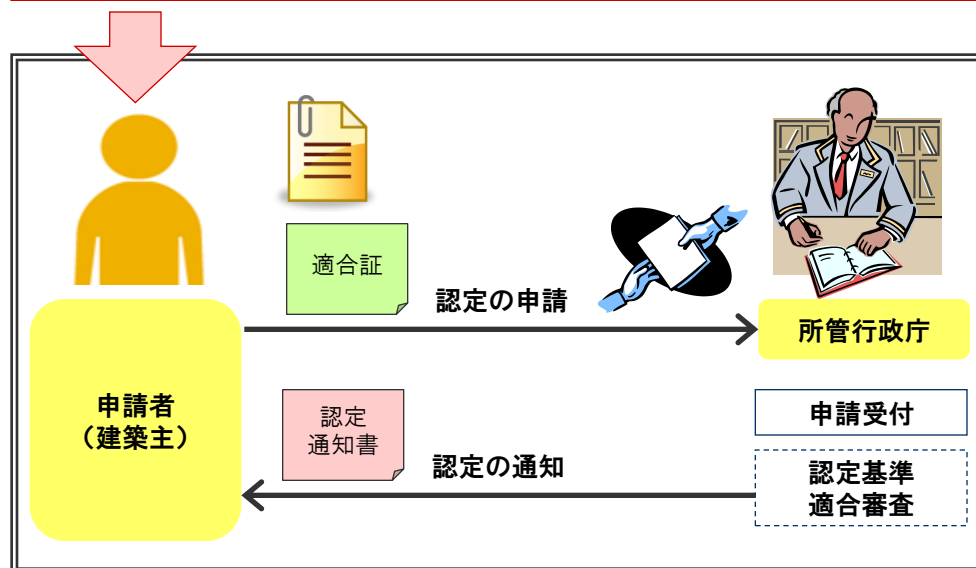 適合証
認定の申請
所管行政庁
申請者
（建築主）
認定
通知書
認定の通知
申請受付
認定基準
適合審査